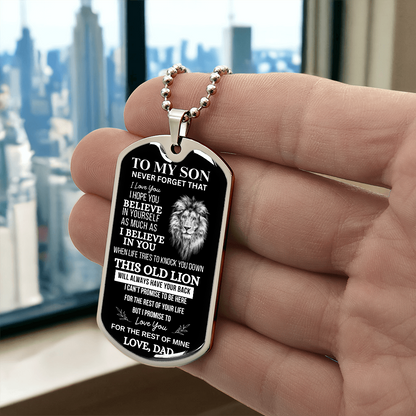 TO MY SON
NEVER FORGET THAT
I Love You
I HOPE YOU
BELIEVE
IN YOURSELF
AS MUCH AS
I BELIEVE
IN YOU
WHEN LIFE TRIES TO KNOCK YOU DOWN
THIS OLD LION
WILL ALWAYS HAVE YOUR BACK
I CAN'T PROMISE TO BE HERE
FOR THE REST OF YOUR LIFE
BUT I PROMISE TO
Love You
FOR THE REST OF MINE
LOVE, DAD